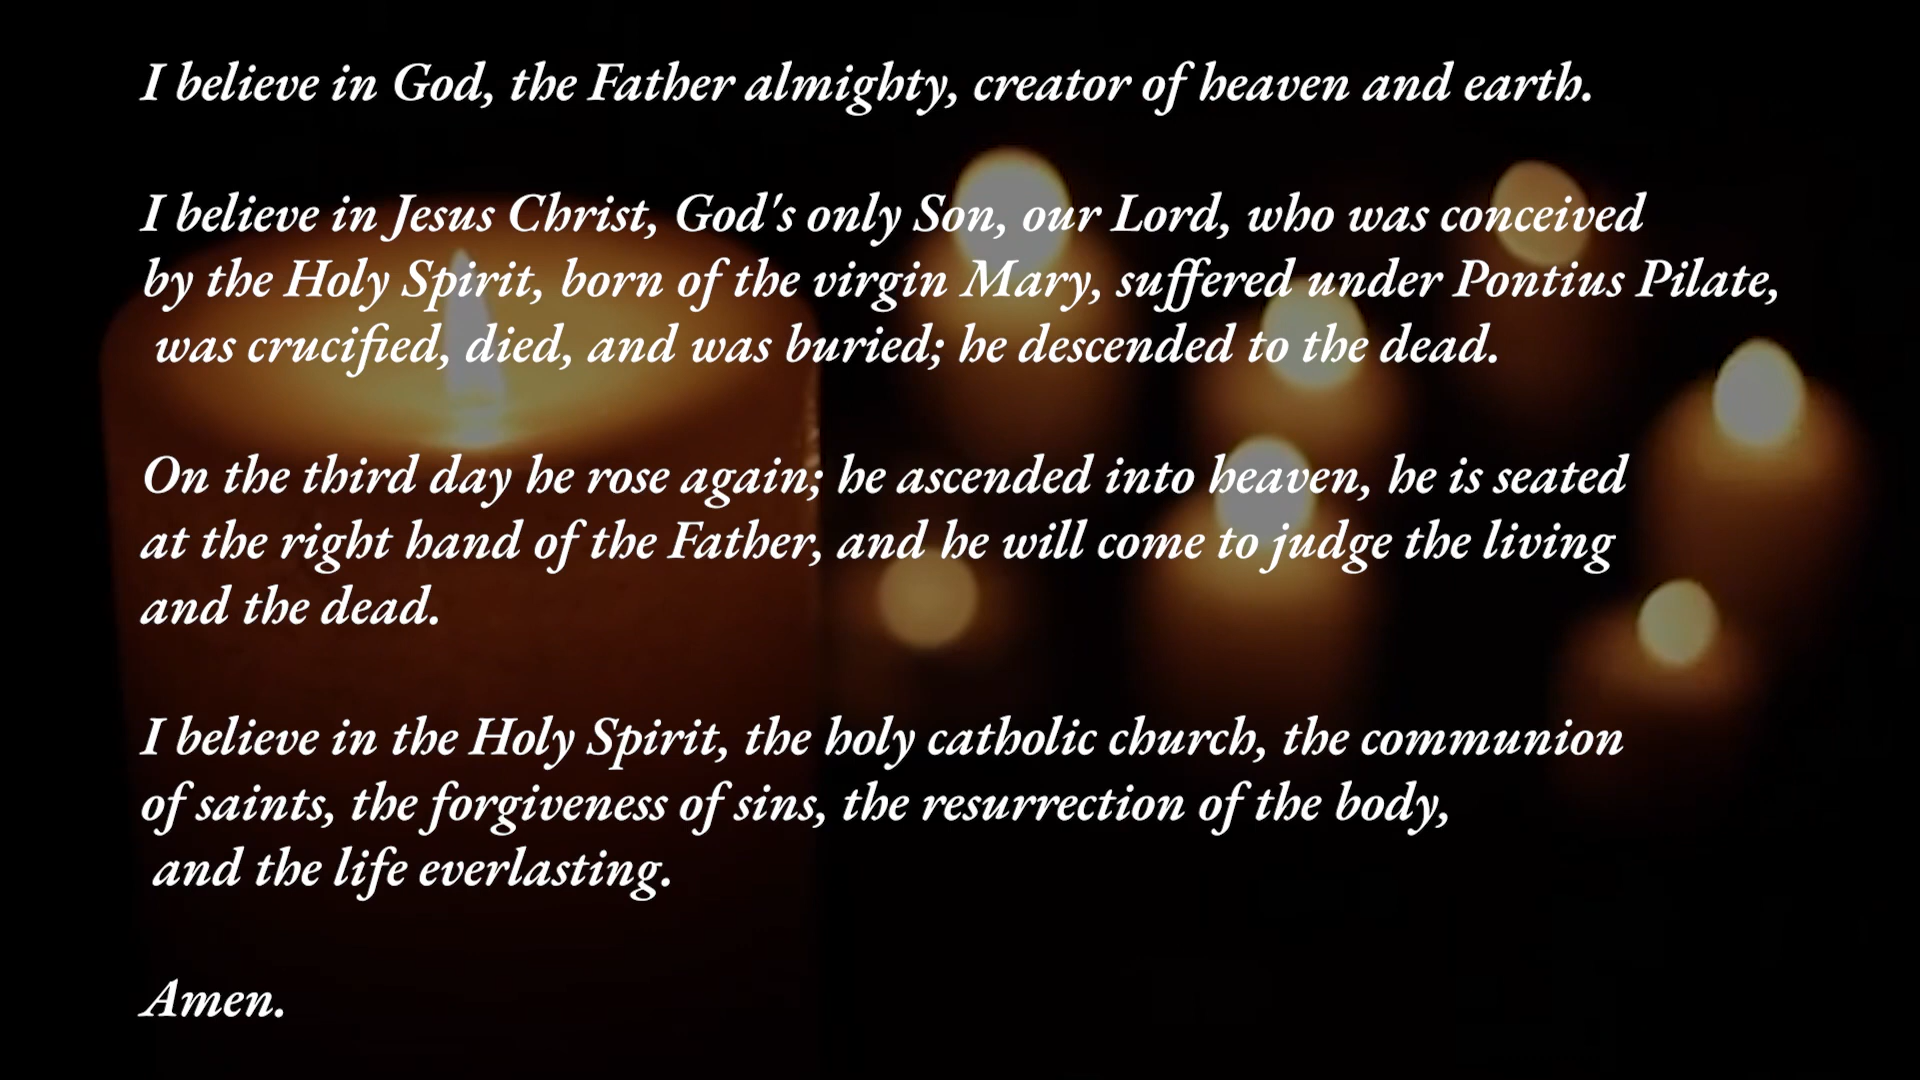 I believe in God, the Father almighty, creator of heaven and earth.
I believe in Jesus Christ, God's only Son, our Lord, who was conceived
by the Holy Spirit, born of the virgin Mary, suffered under Pontius Pilate,
was crucified, died, and was buried; he descended to the dead.
On the third day he rose again; he ascended into heaven, he is seated
at the right hand of the Father, and he will come to judge the living
and the dead.
I believe in the Holy Spirit, the holy catholic church, the communion
of saints, the forgiveness of sins, the resurrection of the body,
and the life everlasting.
Amen.